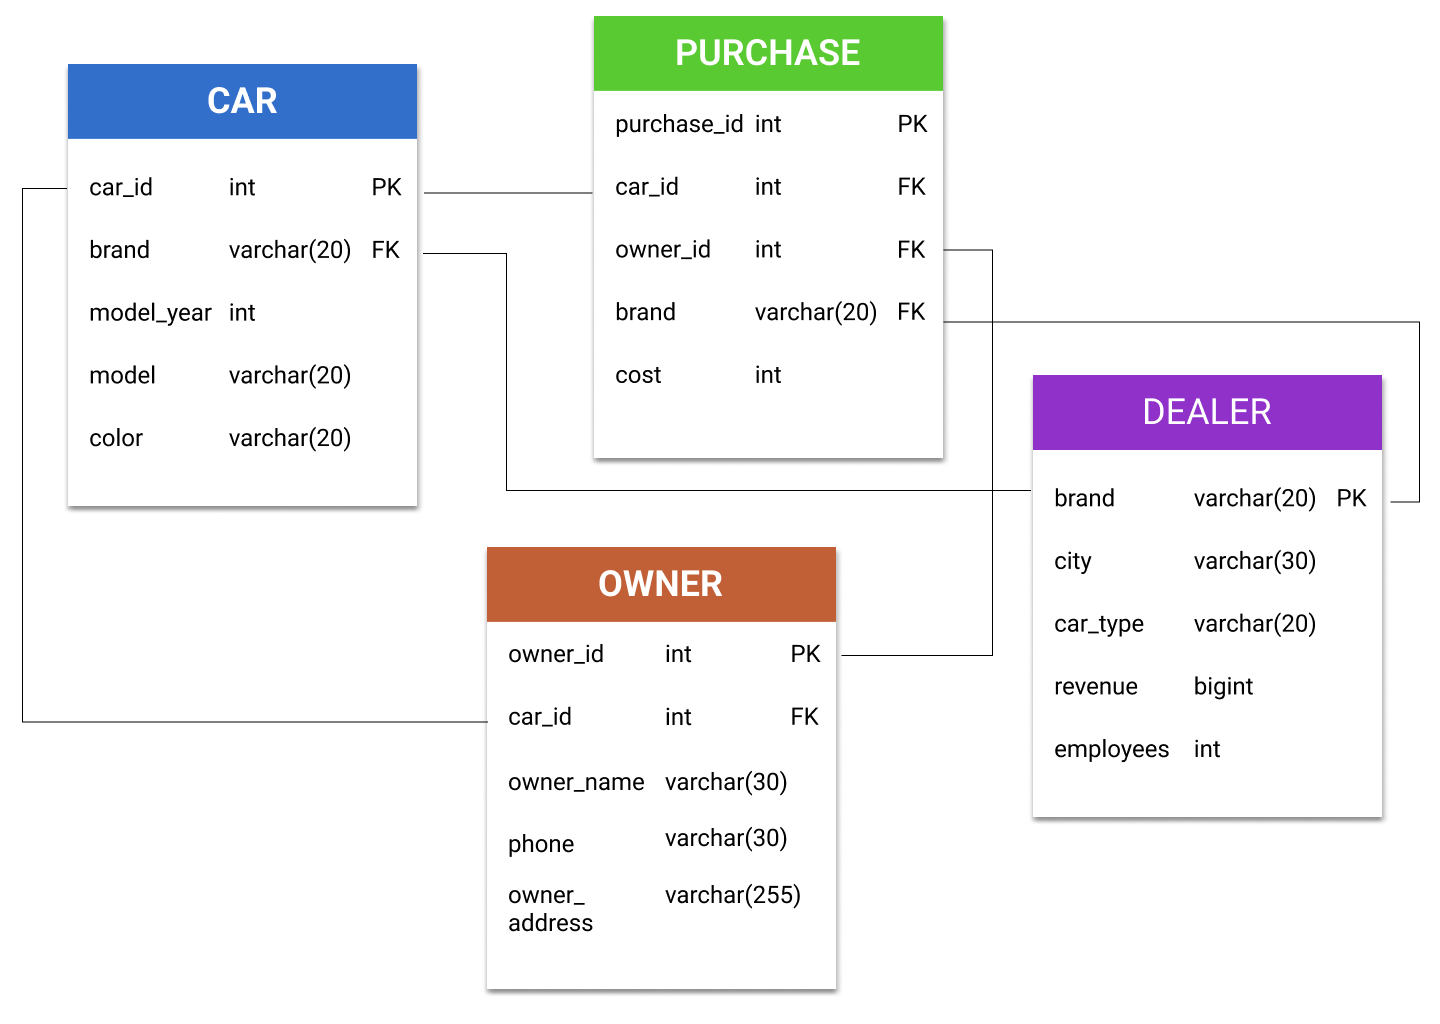 CAR
car_id int PK
brand varchar(20) FK
model_year int
model varchar(20)
color varchar(20)
PURCHASE
purchase_id int PK
car_id int FK
owner_id int FK
brand varchar(20) FK
cost int
DEALER
brand varchar(20) PK
city varchar(30)
car_type varchar(20)
revenue bigint
employees int
OWNER
owner_id int PK
car_id int FK
owner_name varchar(30)
phone varchar(30)
owner_ varchar(255)
address